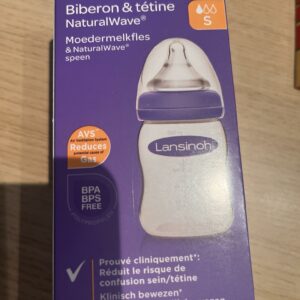 Biberon & tétine
NaturalWave®
Moedermelkfles
& NaturalWave®
speen
S
AVS
Reduces
Gas
Lansinoh
BPA
BPS
FREE
Prouvé cliniquement*:
Réduit le risque de
confusion sein/tétine
Klinisch bewezen*